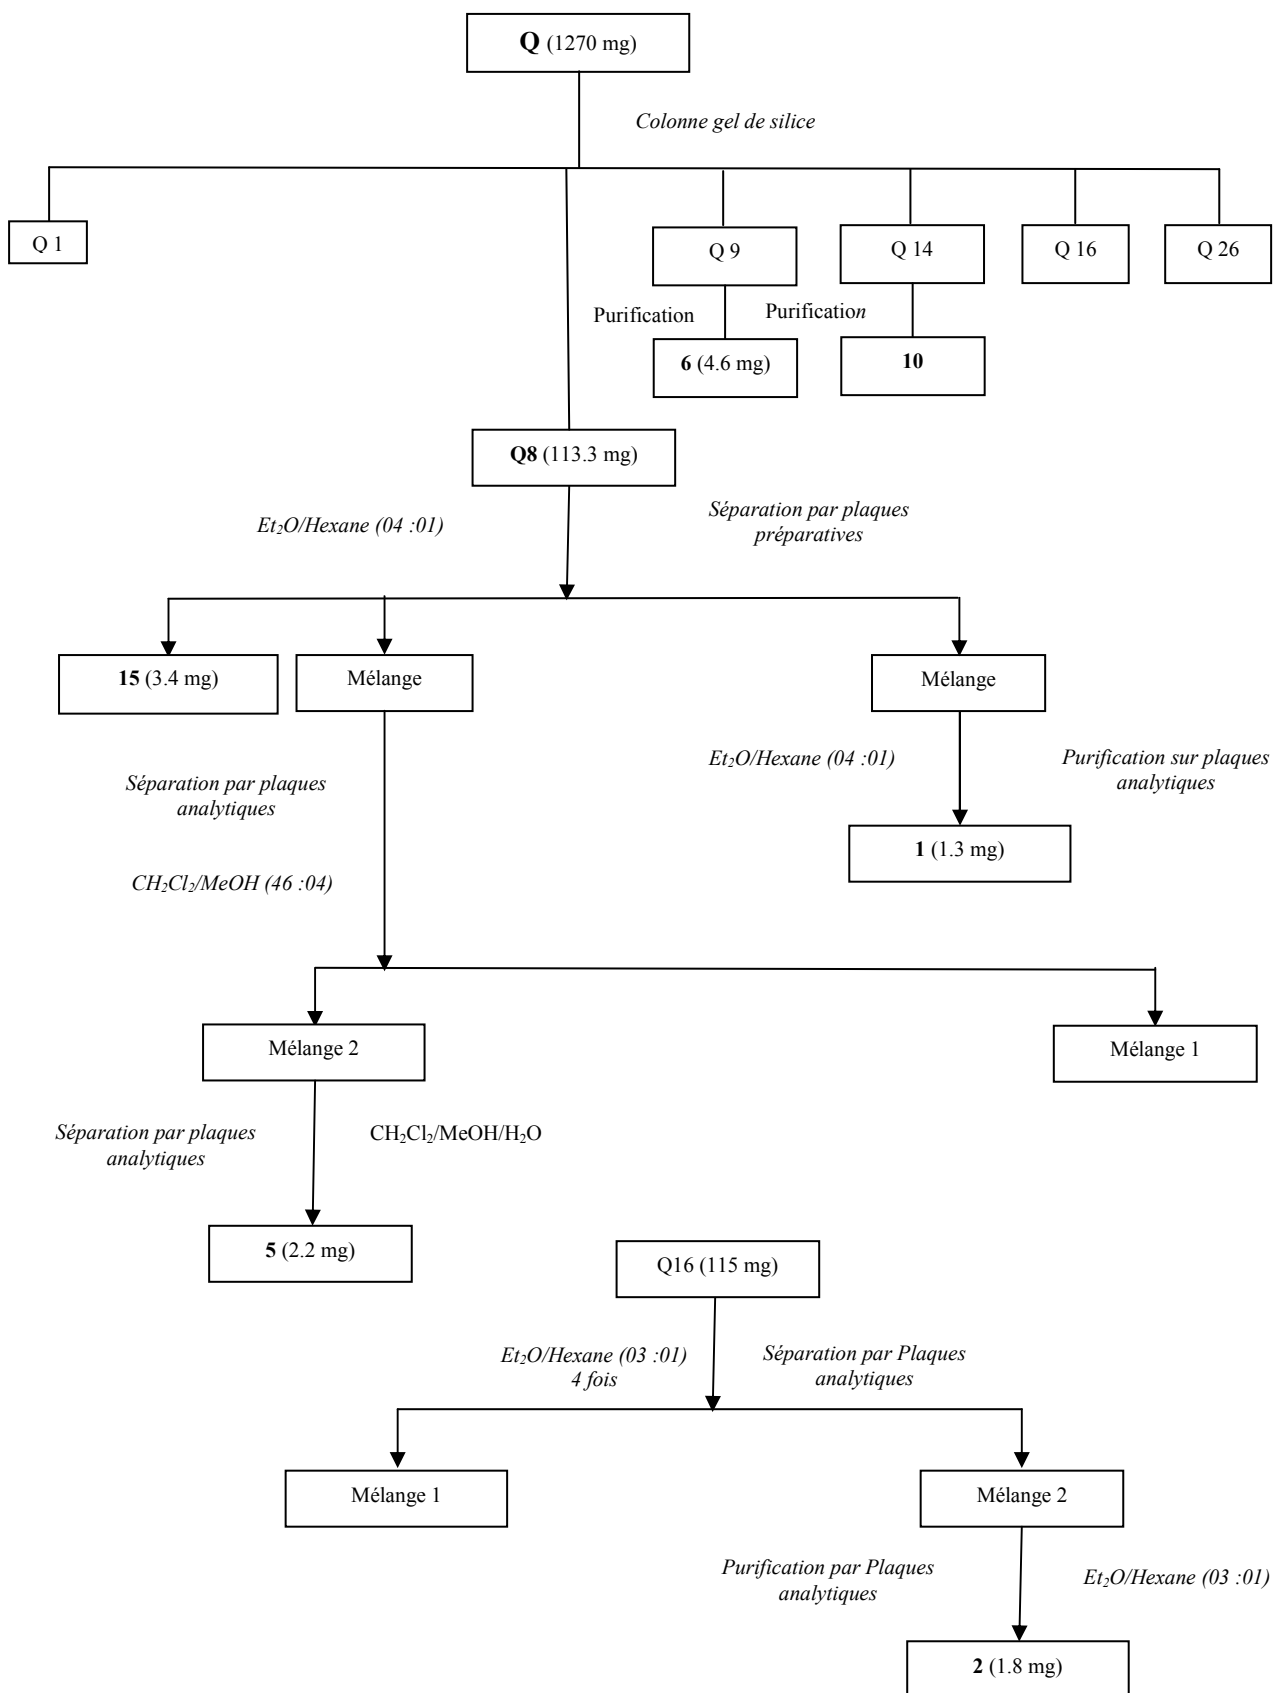 Q (1270 mg)
Colonne gel de silice
Q 1
Q 9
Q 14
Q 16
Q 26
Purification
Purification
6 (4.6 mg)
10
Q8 (113.3 mg)
Et₂O/Hexane (04 :01)
Séparation par plaques
préparatives
15 (3.4 mg)
Mélange
Mélange
Séparation par plaques
analytiques
Et₂O/Hexane (04 :01)
Purification sur plaques
analytiques
1 (1.3 mg)
CH₂Cl₂/MeOH (46 :04)
Mélange 2
Mélange 1
Séparation par plaques
analytiques
CH₂Cl₂/MeOH/H₂O
5 (2.2 mg)
Q16 (115 mg)
Et₂O/Hexane (03 :01)
4 fois
Séparation par Plaques
analytiques
Mélange 1
Mélange 2
Purification par Plaques
analytiques
Et₂O/Hexane (03 :01)
2 (1.8 mg)